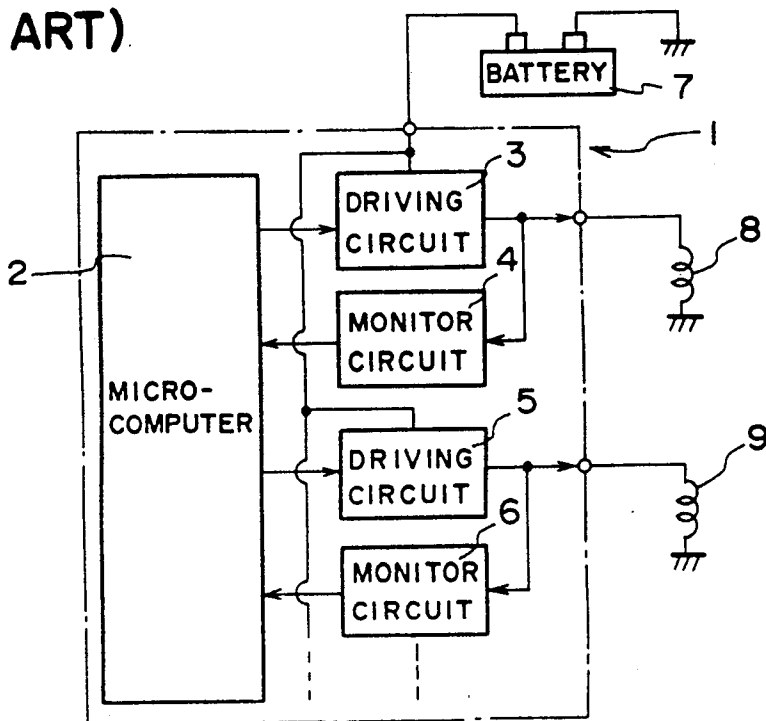 ART)
BATTERY
7
1
3
DRIVING
CIRCUIT
8
2
4
MONITOR
CIRCUIT
MICRO-
COMPUTER
5
DRIVING
CIRCUIT
9
6
MONITOR
CIRCUIT